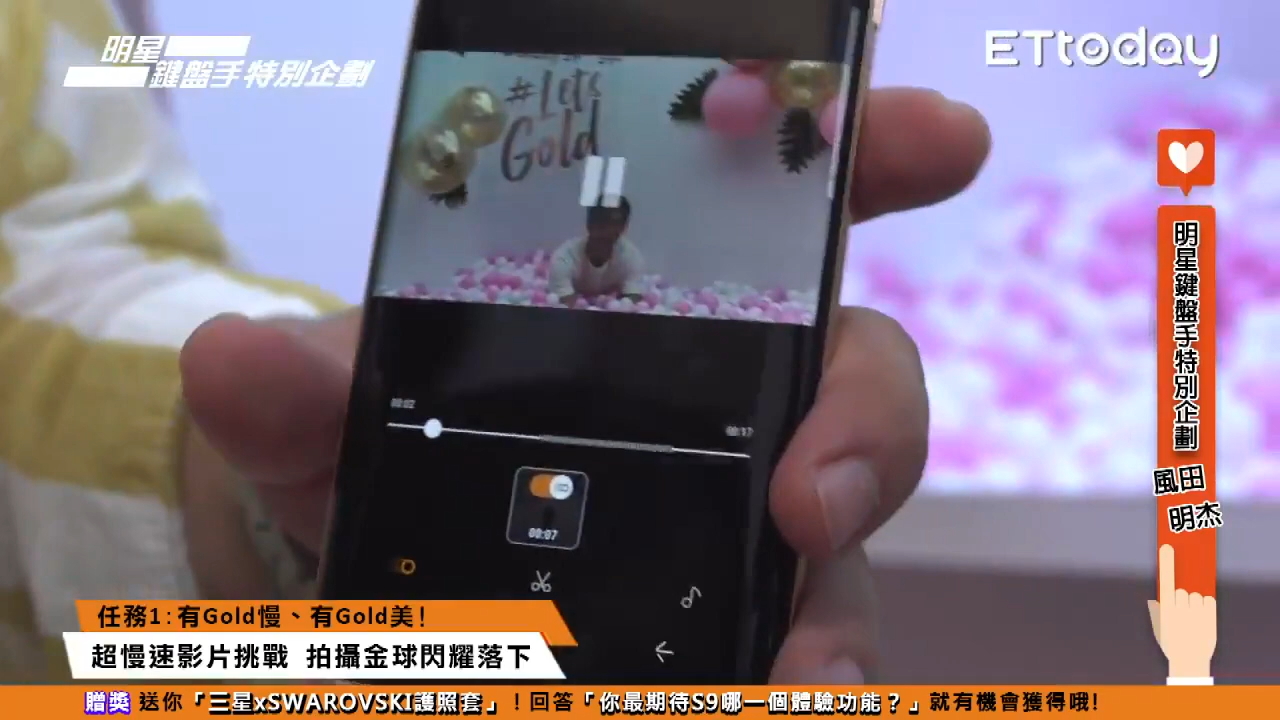 明星
鍵盤手特別企劃
ETtoday
#Lets
Gold
明星鍵盤手特別企劃
風田
明杰
00:02
00:17
00:07
任務1:有Gold慢、有Gold美!
超慢速影片挑戰 拍攝金球閃耀落下
贈獎 送你「三星xSWAROVSKI護照套」!回答「你最期待S9哪一個體驗功能?」就有機會獲得哦!